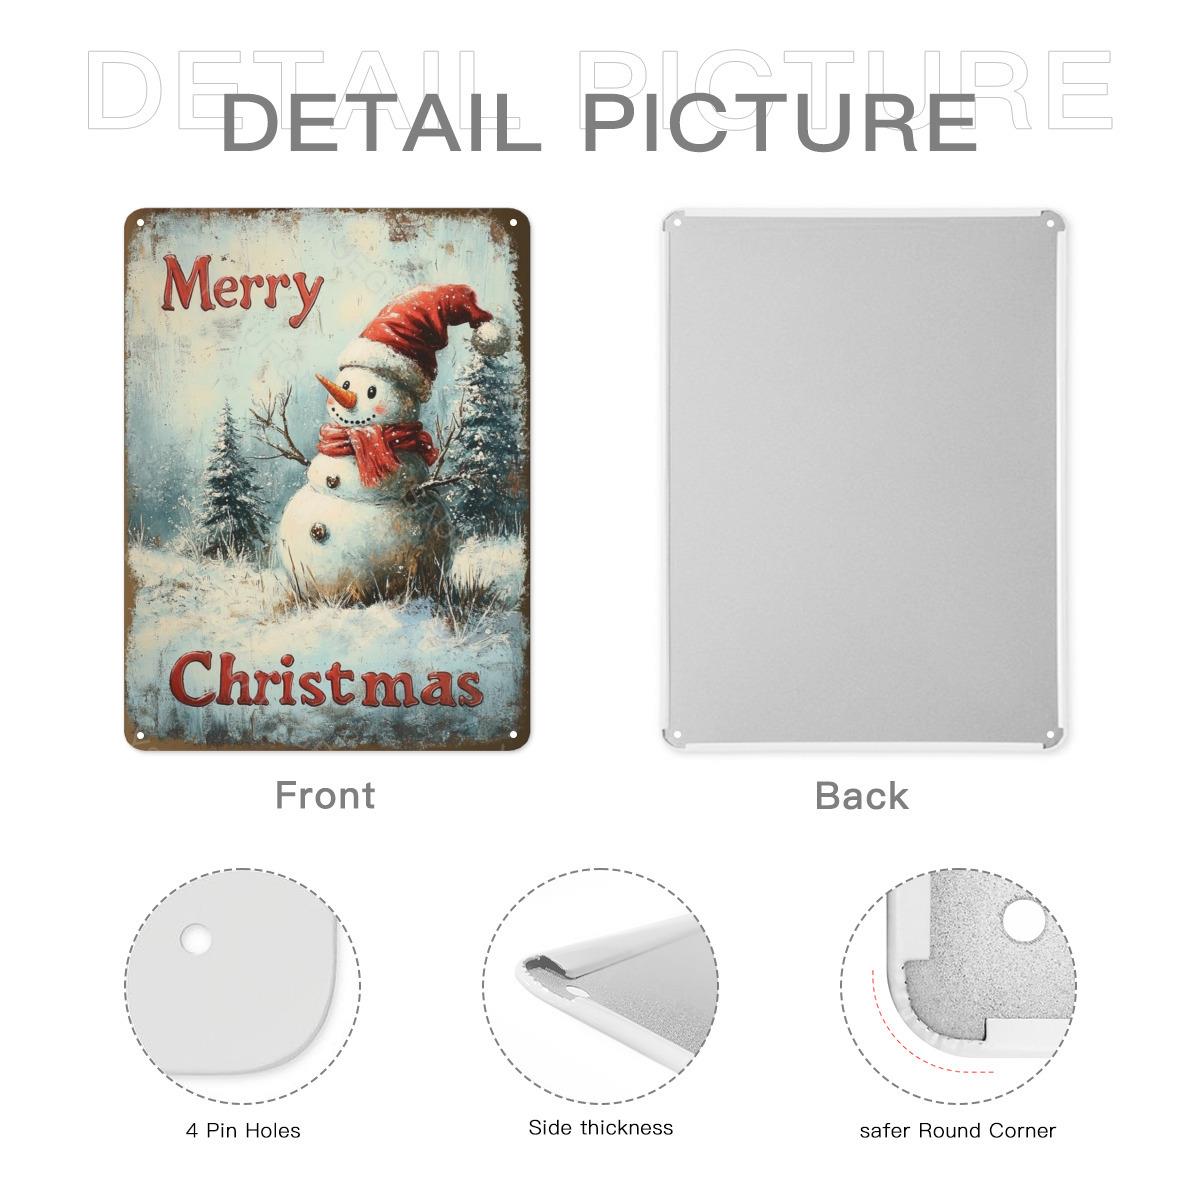 DETAIL PICTURE
DETAIL PICTURE
Merry
Christmas
Front
Back
4 Pin Holes
Side thickness
safer Round Corner